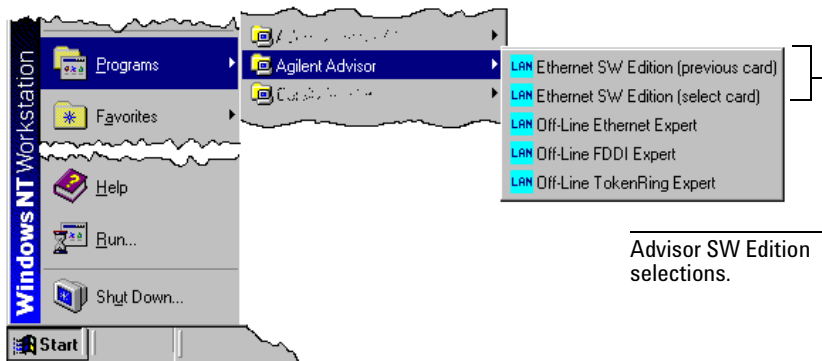 Windows NT Workstation
Programs
Favorites
Help
Run...
Shut Down...
Start
Agilent Advisor
LAN Ethernet SW Edition (previous card)
LAN Ethernet SW Edition (select card)
LAN Off-Line Ethernet Expert
LAN Off-Line FDDI Expert
LAN Off-Line TokenRing Expert
Advisor SW Edition
selections.